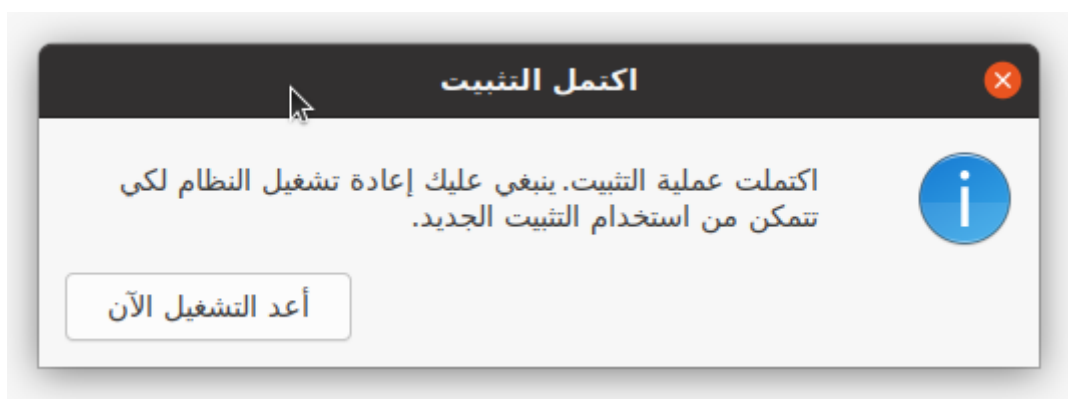 اكتمل التثبيت
اكتملت عملية التثبيت. ينبغي عليك إعادة تشغيل النظام لكي
تتمكن من استخدام التثبيت الجديد.
أعد التشغيل الآن